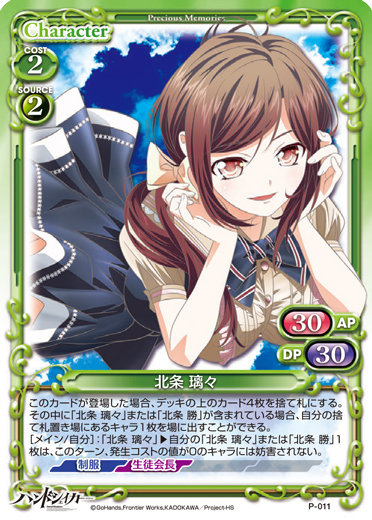 Precious Memories
Character
COST
2
SOURCE
2
30 AP
DP 30
北条 璃々
このカードが登場した場合、デッキの上のカード4枚を捨て札にする。
その中に「北条 璃々」または「北条 勝」が含まれている場合、自分の捨
て札置き場にあるキャラ1枚を場に出すことができる。
[メイン/自分]:「北条 璃々」▶自分の「北条 璃々」または「北条 勝」1
枚は、このターン、発生コストの値が0のキャラには妨害されない。
制服 生徒会長
ハンドシェイカー
©GoHands,Frontier Works,KADOKAWA／Project-HS
P-011